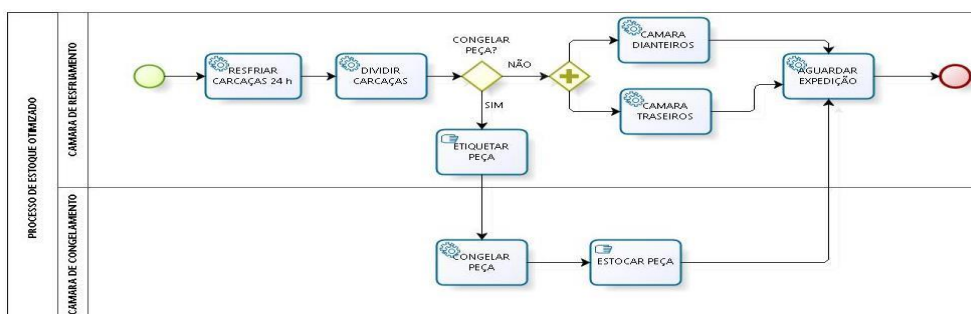 PROCESSO DE ESTOQUE OTIMIZADO
CAMARA DE RESFRIAMENTO
RESFRIAR
CARCAÇAS 24 h
DIVIDIR
CARCAÇAS
CONGELAR
PEÇA?
NÃO
SIM
CAMARA
DIANTEIROS
CAMARA
TRASEIROS
AGUARDAR
EXPEDIÇÃO
ETIQUETAR
PEÇA
CAMARA DE CONGELAMENTO
CONGELAR
PEÇA
ESTOCAR PEÇA